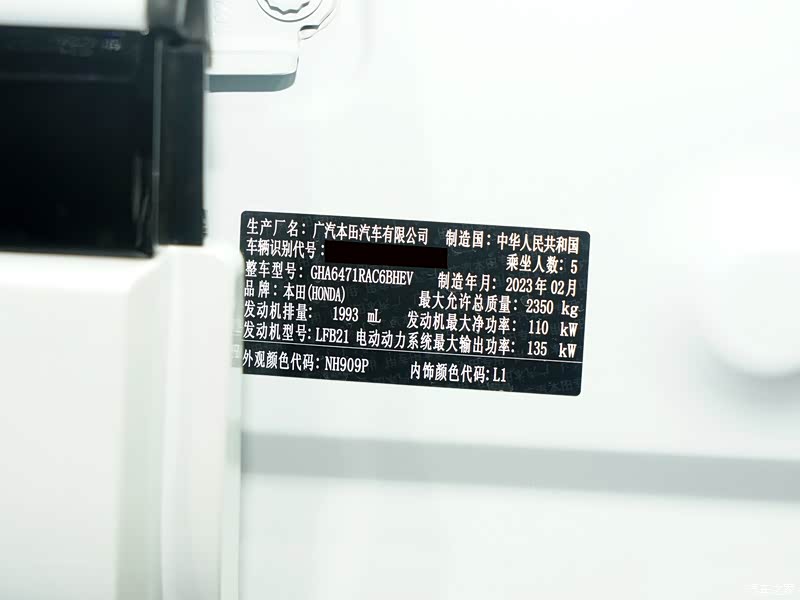 生产厂名：广汽本田汽车有限公司 制造国：中华人民共和国
车辆识别代号： 乘坐人数：5
整车型号：GHA6471RAC6BHEV 制造年月：2023年02月
品牌：本田(HONDA) 最大允许总质量：2350 kg
发动机排量： 1993 mL 发动机最大净功率：110 kW
发动机型号：LFB21 电动动力系统最大输出功率：135 kW
外观颜色代码：NH909P 内饰颜色代码：L1
汽车之家